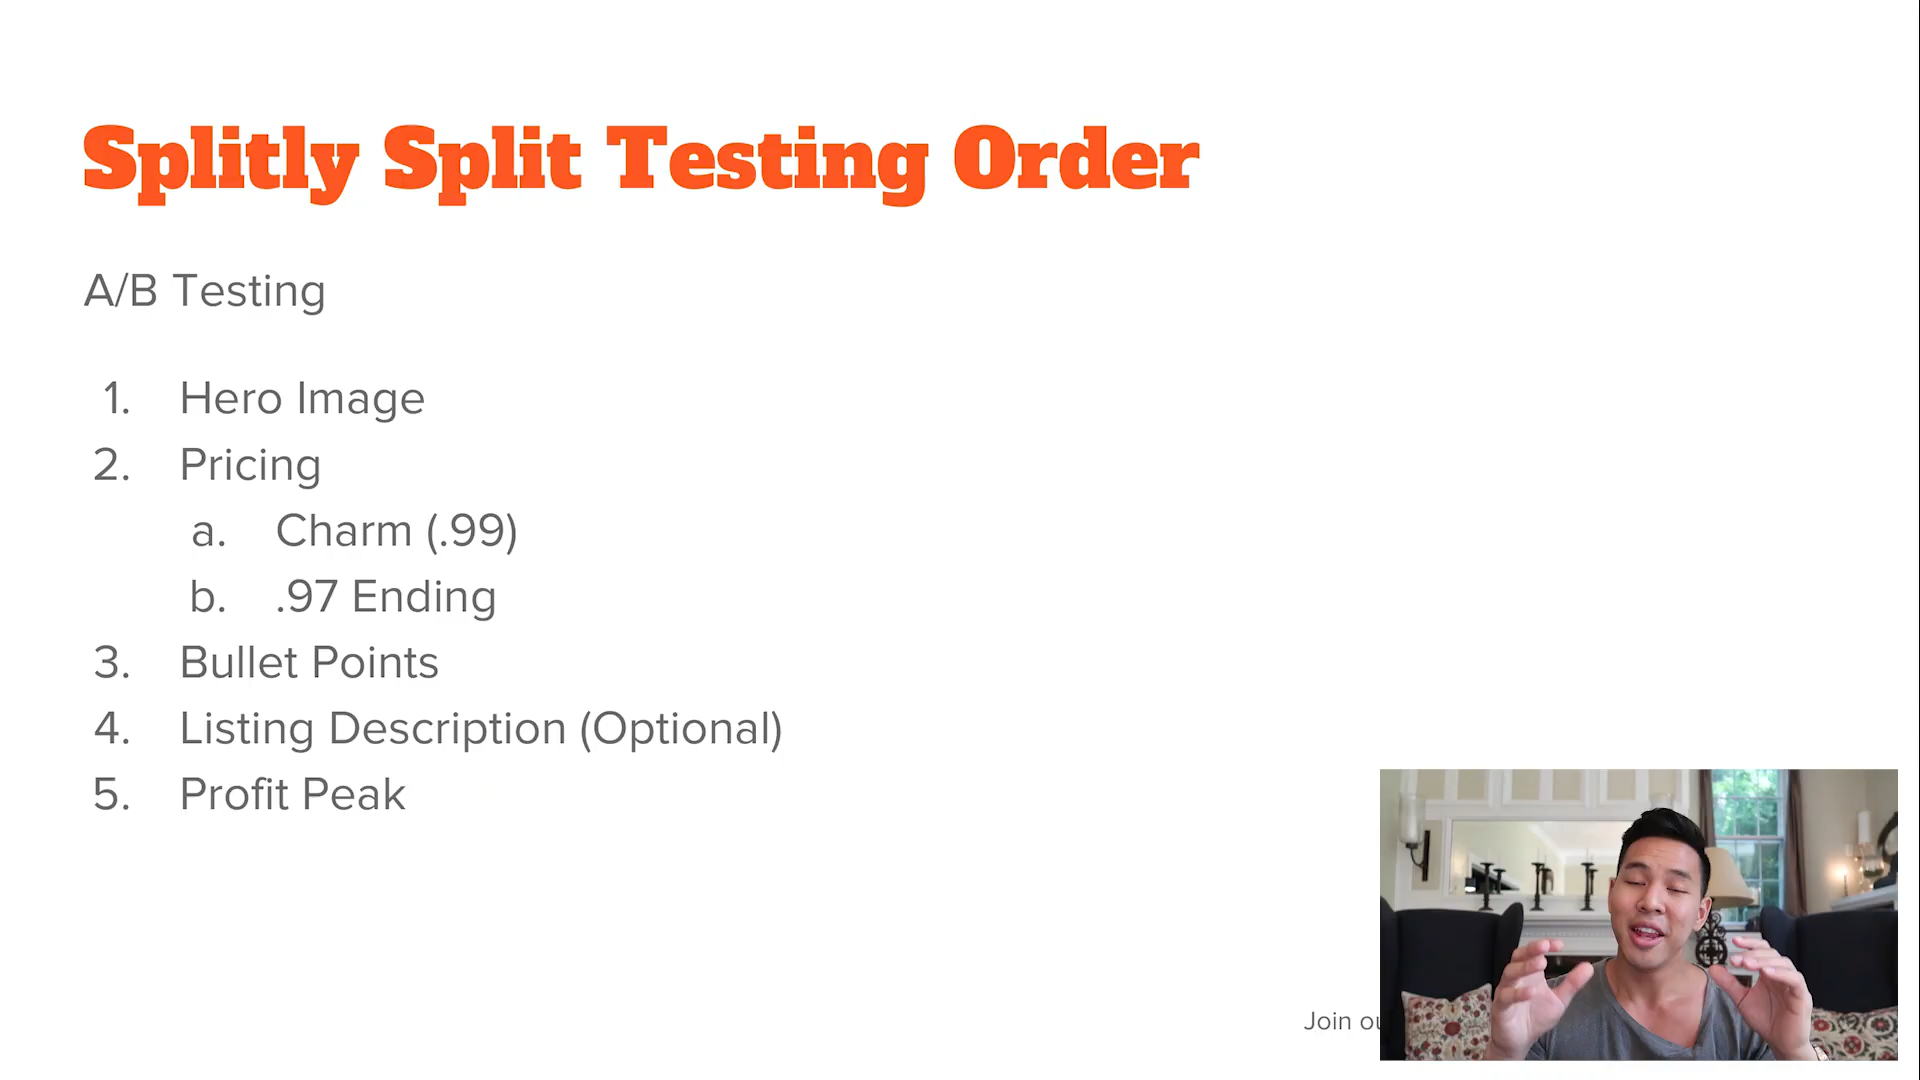 Splitly Split Testing Order
A/B Testing
1. Hero Image
2. Pricing
a. Charm (.99)
b. .97 Ending
3. Bullet Points
4. Listing Description (Optional)
5. Profit Peak
Join